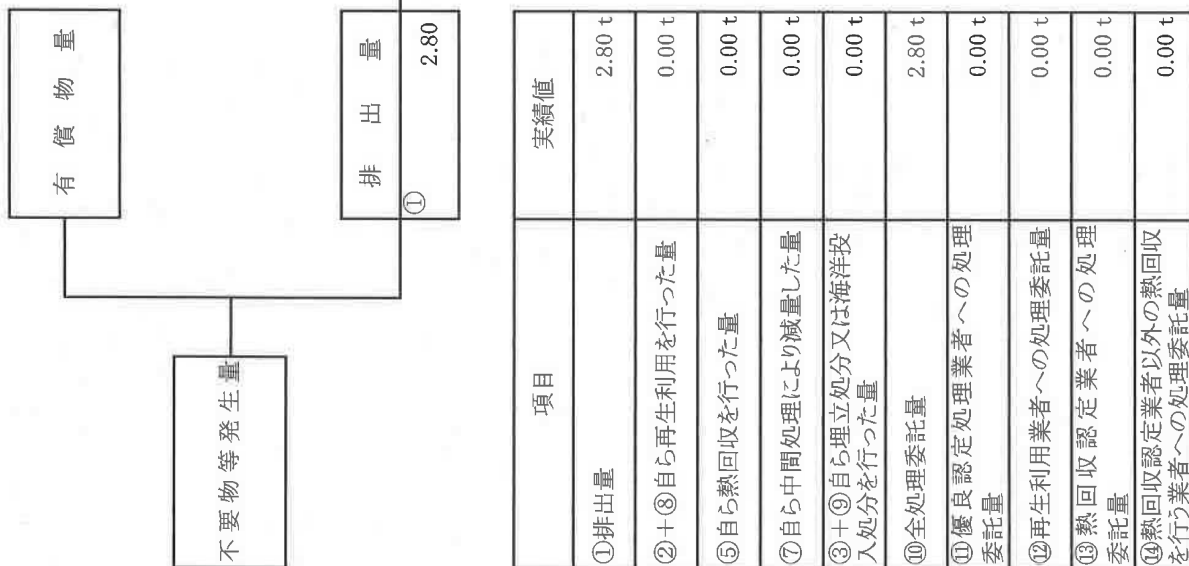 有償物量
不要物等発生量
排出量
① 2.80
項目 実績値
①排出量 2.80 t
②+⑧自ら再生利用を行った量 0.00 t
⑤自ら熱回収を行った量 0.00 t
⑦自ら中間処理により減量した量 0.00 t
③+⑨自ら埋立処分又は海洋投
入処分を行った量 0.00 t
⑩全処理委託量 2.80 t
⑪優良認定処理業者への処理
委託量 0.00 t
⑫再生利用業者への処理委託量 0.00 t
⑬熱回収認定業者への処理
委託量 0.00 t
⑭熱回収認定業者以外の熱回収
を行う業者への処理委託量 0.00 t